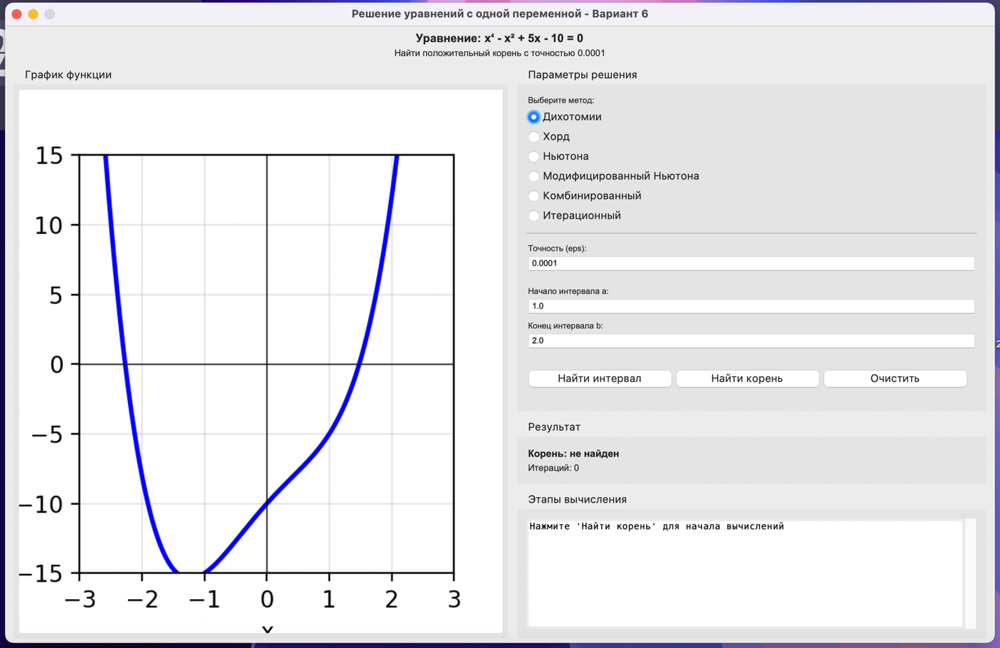 Решение уравнений с одной переменной - Вариант 6
Уравнение: x⁴ - x² + 5x - 10 = 0
Найти положительный корень с точностью 0.0001
График функции
15
10
5
0
−5
−10
−15
−3 −2 −1 0 1 2 3
x
Параметры решения
Выберите метод:
Дихотомии
Хорд
Ньютона
Модифицированный Ньютона
Комбинированный
Итерационный
Точность (eps):
0.0001
Начало интервала a:
1.0
Конец интервала b:
2.0
Найти интервал Найти корень Очистить
Результат
Корень: не найден
Итераций: 0
Этапы вычисления
Нажмите 'Найти корень' для начала вычислений